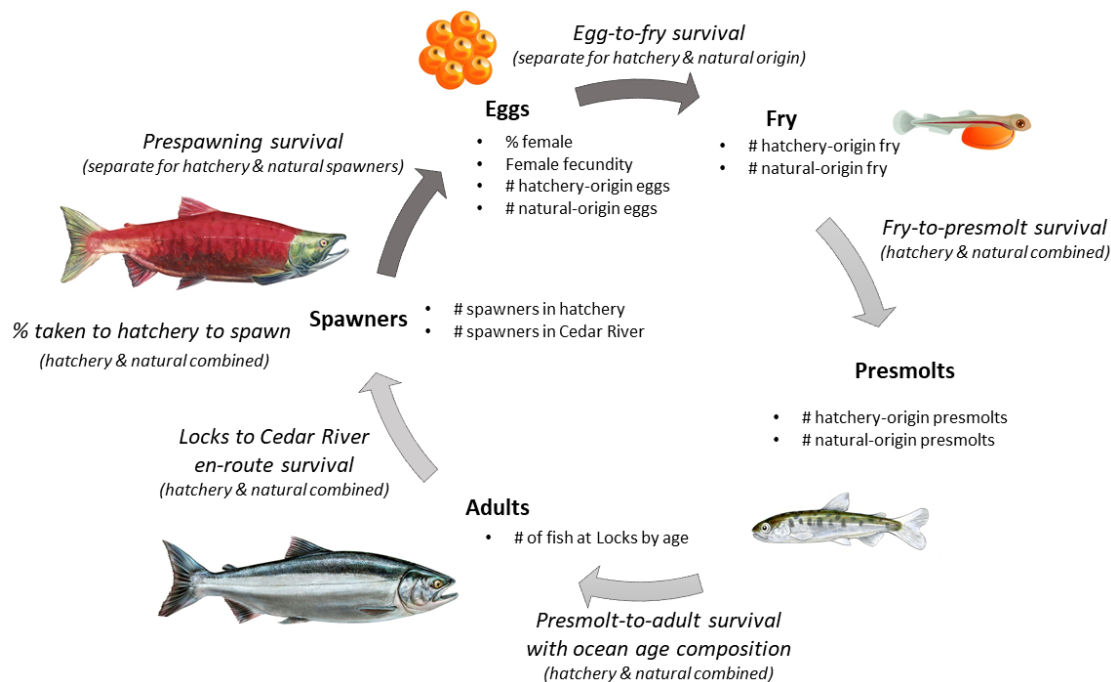 Egg-to-fry survival
(separate for hatchery & natural origin)
Eggs
• % female
• Female fecundity
• # hatchery-origin eggs
• # natural-origin eggs
Fry
• # hatchery-origin fry
• # natural-origin fry
Fry-to-presmolt survival
(hatchery & natural combined)
Presmolts
• # hatchery-origin presmolts
• # natural-origin presmolts
Presmolt-to-adult survival
with ocean age composition
(hatchery & natural combined)
Adults
• # of fish at Locks by age
Locks to Cedar River
en-route survival
(hatchery & natural combined)
Spawners
• # spawners in hatchery
• # spawners in Cedar River
% taken to hatchery to spawn
(hatchery & natural combined)
Prespawning survival
(separate for hatchery & natural spawners)